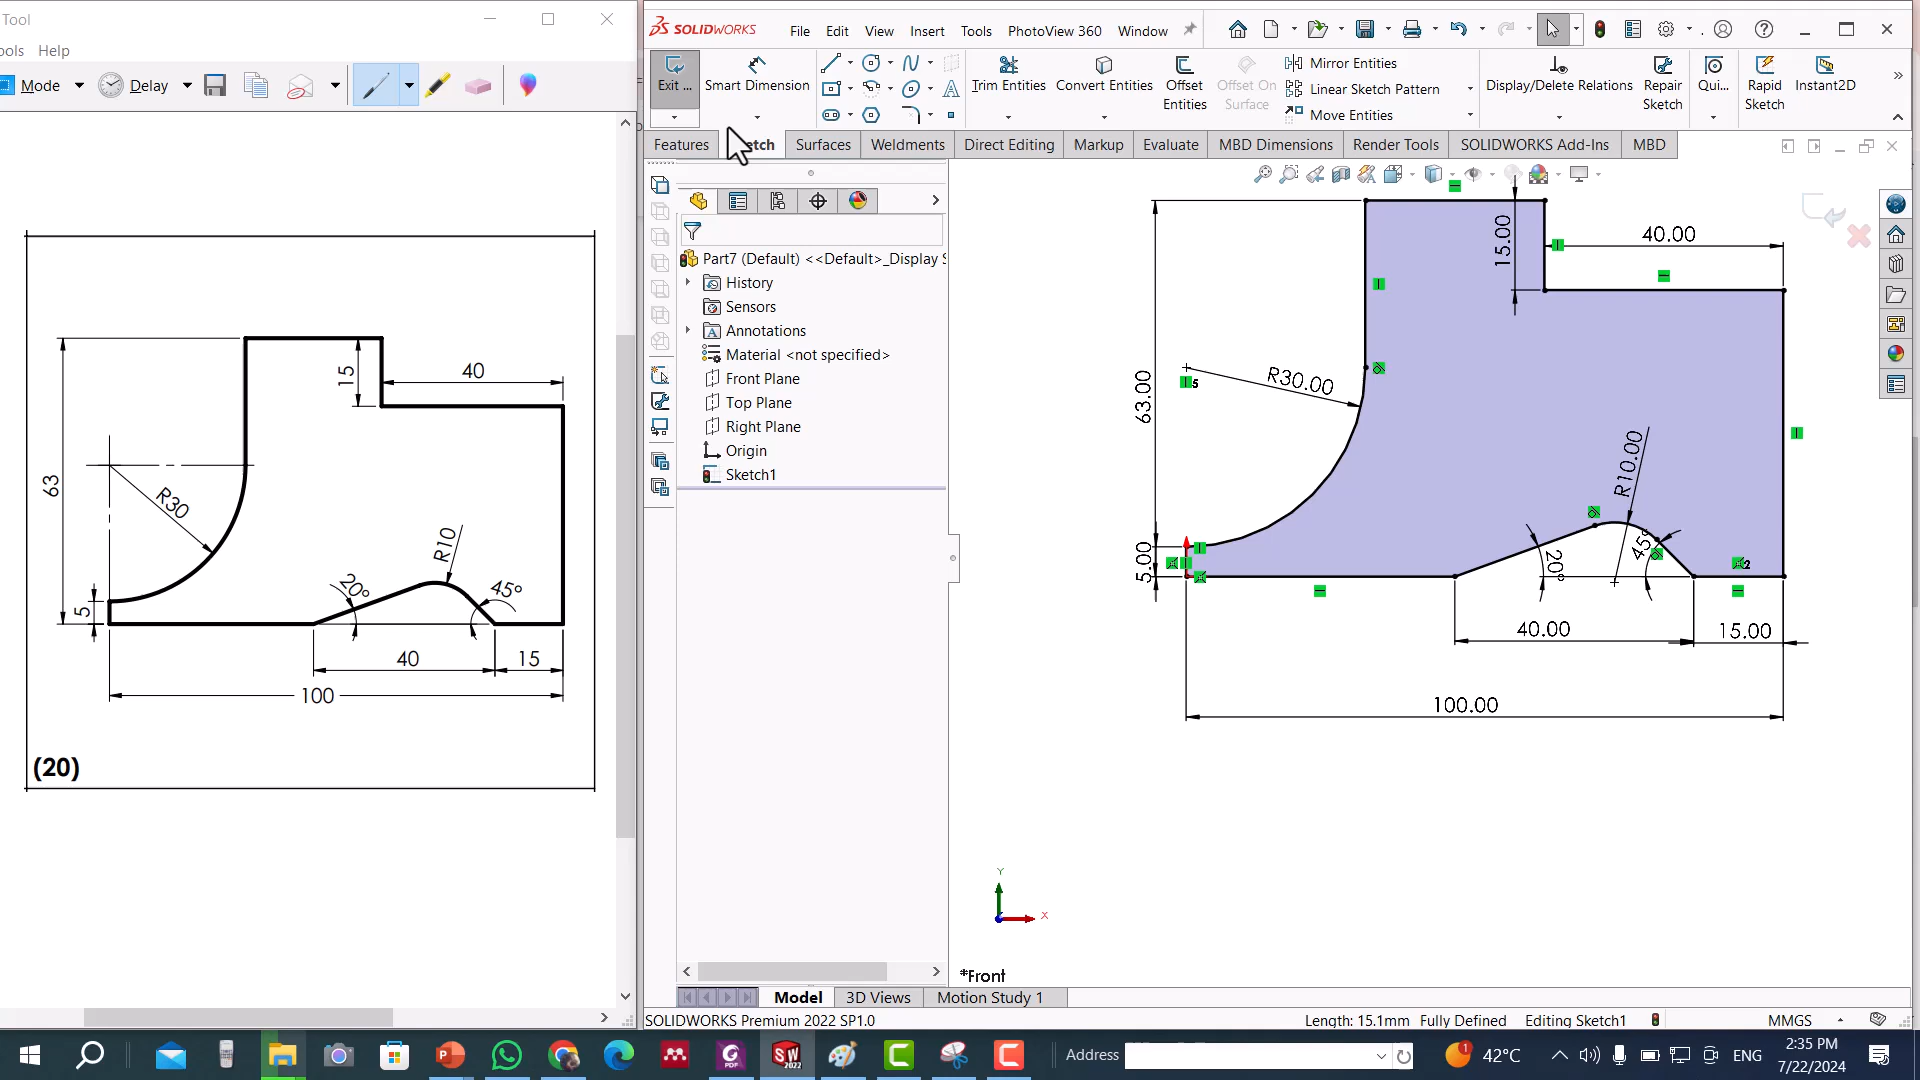 Tool
ools Help
Mode Delay
15
40
63
R30
R10
20°
45°
5
40
15
100
(20)
SOLIDWORKS
File Edit View Insert Tools PhotoView 360 Window
Exit ...
Smart Dimension
Trim Entities
Convert Entities
Offset
Entities
Offset On
Surface
Mirror Entities
Linear Sketch Pattern
Move Entities
Display/Delete Relations
Repair
Sketch
Qui...
Rapid
Sketch
Instant2D
Features
etch
Surfaces
Weldments
Direct Editing
Markup
Evaluate
MBD Dimensions
Render Tools
SOLIDWORKS Add-Ins
MBD
Part7 (Default) <<Default>_Display S
History
Sensors
Annotations
Material <not specified>
Front Plane
Top Plane
Right Plane
Origin
Sketch1
15.00
40.00
63.00
R30.00
5
R10.00
5.00
20°
45°
2
40.00
15.00
100.00
Y
X
*Front
Model
3D Views
Motion Study 1
SOLIDWORKS Premium 2022 SP1.0
Length: 15.1mm Fully Defined Editing Sketch1
MMGS
Address
1
42°C
ENG
2:35 PM
7/22/2024
PDF
SW
2022